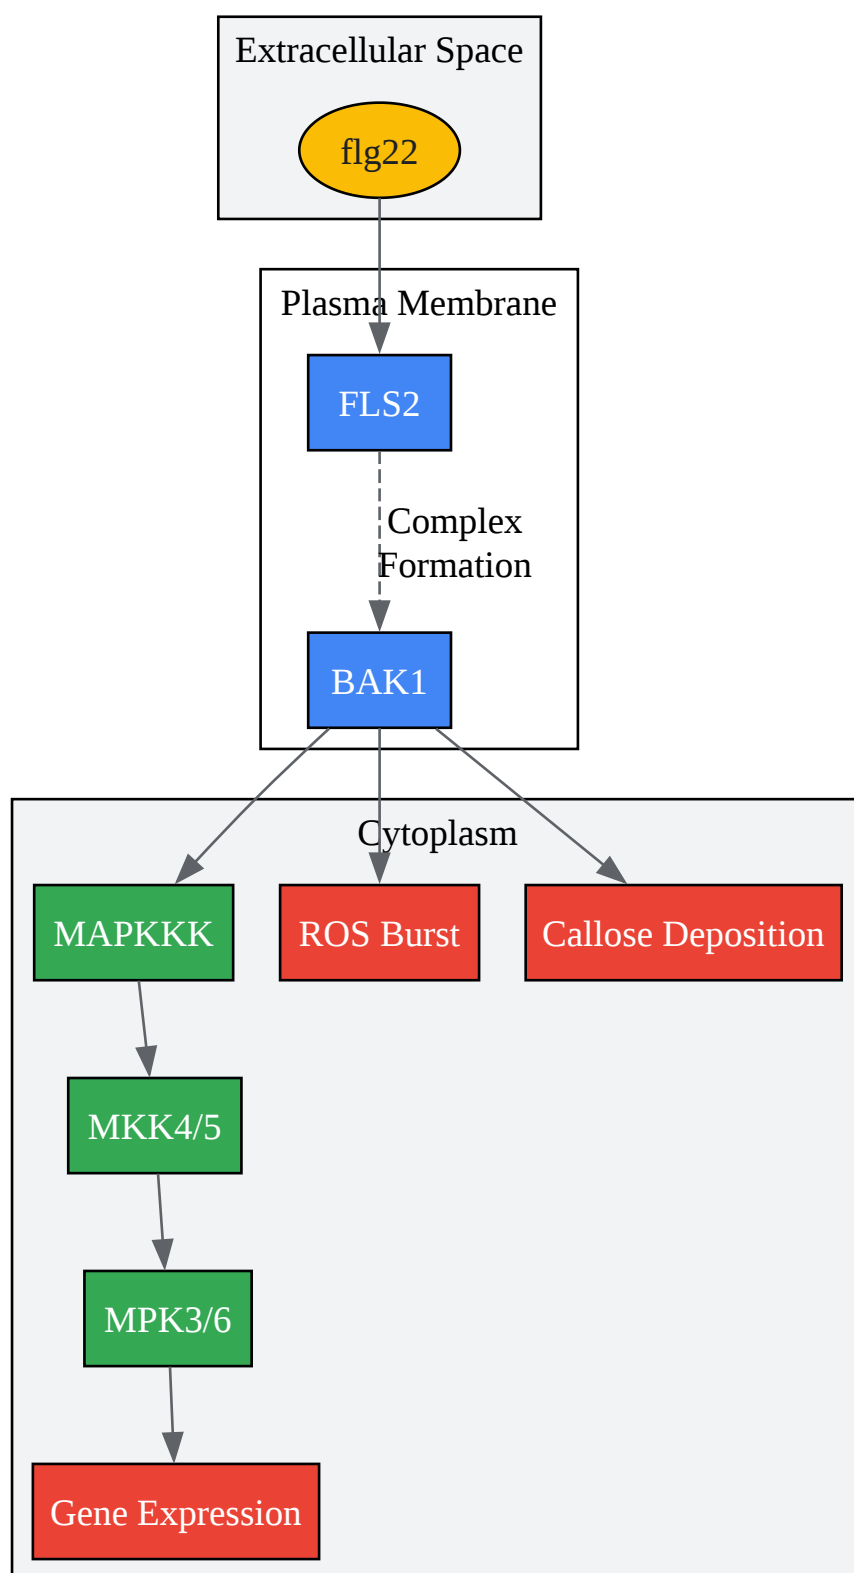 Extracellular Space
flg22
Plasma Membrane
FLS2
Complex
Formation
BAK1
Cytoplasm
MAPKKK
ROS Burst
Callose Deposition
MKK4/5
MPK3/6
Gene Expression